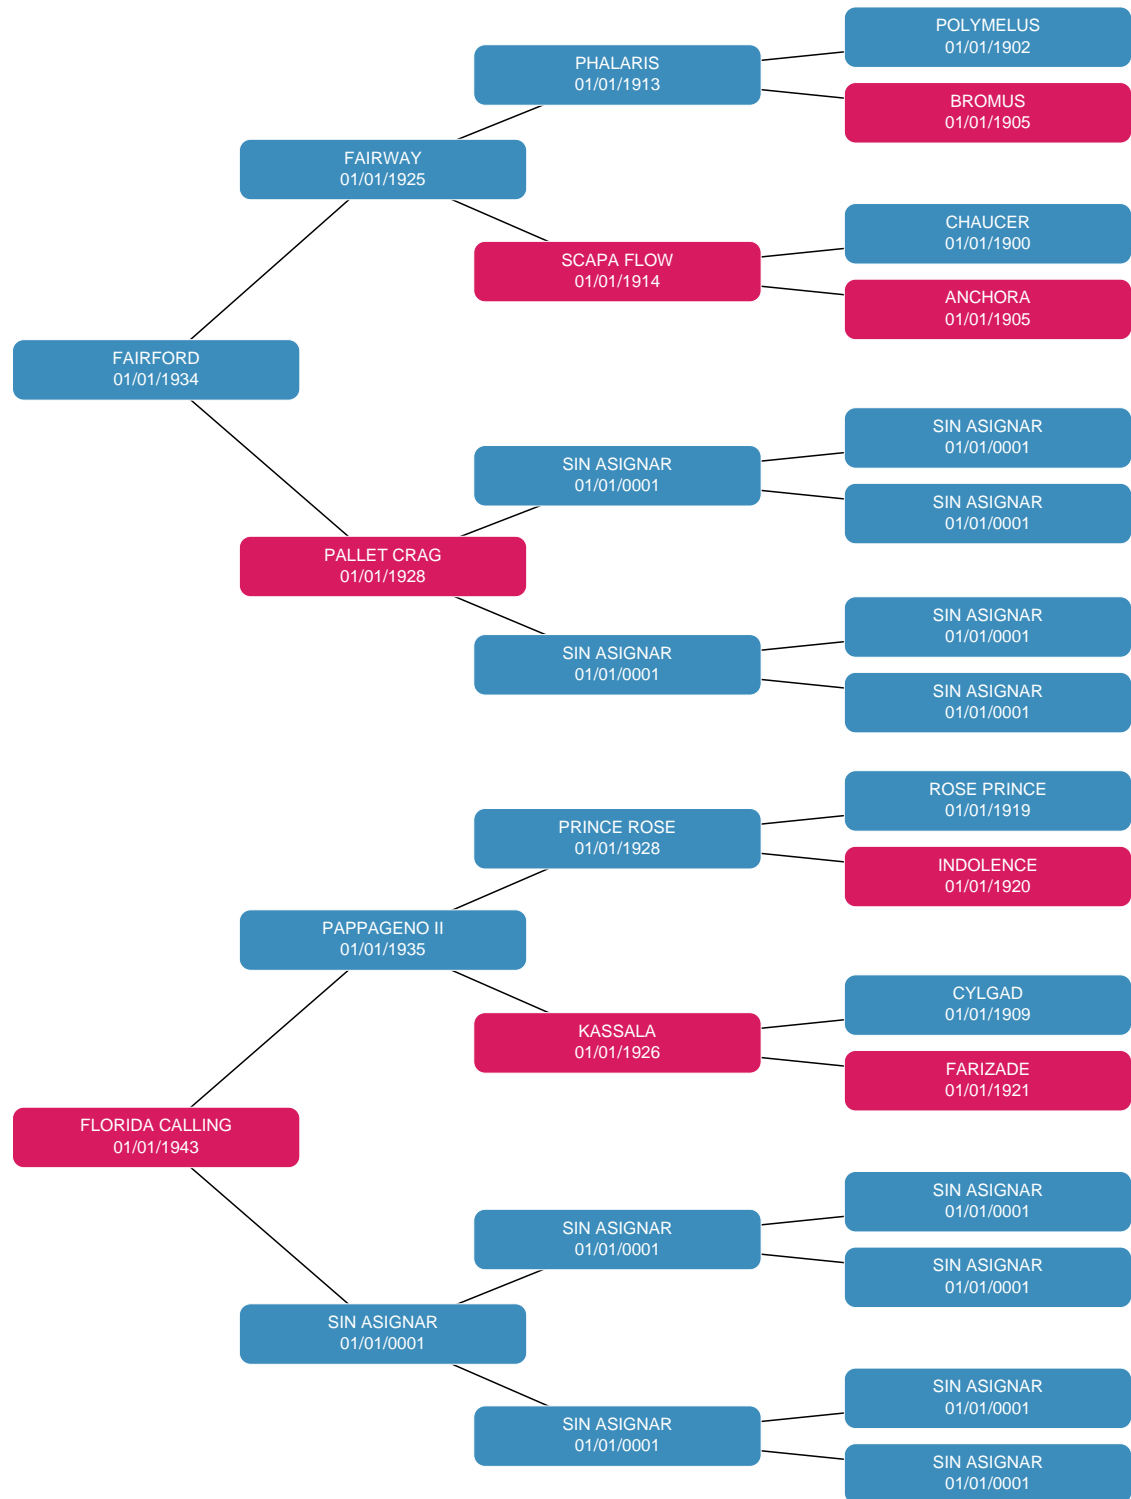 POLYMELUS
01/01/1902
PHALARIS
01/01/1913
BROMUS
01/01/1905
FAIRWAY
01/01/1925
CHAUCER
01/01/1900
SCAPA FLOW
01/01/1914
ANCHORA
01/01/1905
FAIRFORD
01/01/1934
SIN ASIGNAR
01/01/0001
SIN ASIGNAR
01/01/0001
SIN ASIGNAR
01/01/0001
PALLET CRAG
01/01/1928
SIN ASIGNAR
01/01/0001
SIN ASIGNAR
01/01/0001
SIN ASIGNAR
01/01/0001
ROSE PRINCE
01/01/1919
PRINCE ROSE
01/01/1928
INDOLENCE
01/01/1920
PAPPAGENO II
01/01/1935
CYLGAD
01/01/1909
KASSALA
01/01/1926
FARIZADE
01/01/1921
FLORIDA CALLING
01/01/1943
SIN ASIGNAR
01/01/0001
SIN ASIGNAR
01/01/0001
SIN ASIGNAR
01/01/0001
SIN ASIGNAR
01/01/0001
SIN ASIGNAR
01/01/0001
SIN ASIGNAR
01/01/0001
SIN ASIGNAR
01/01/0001